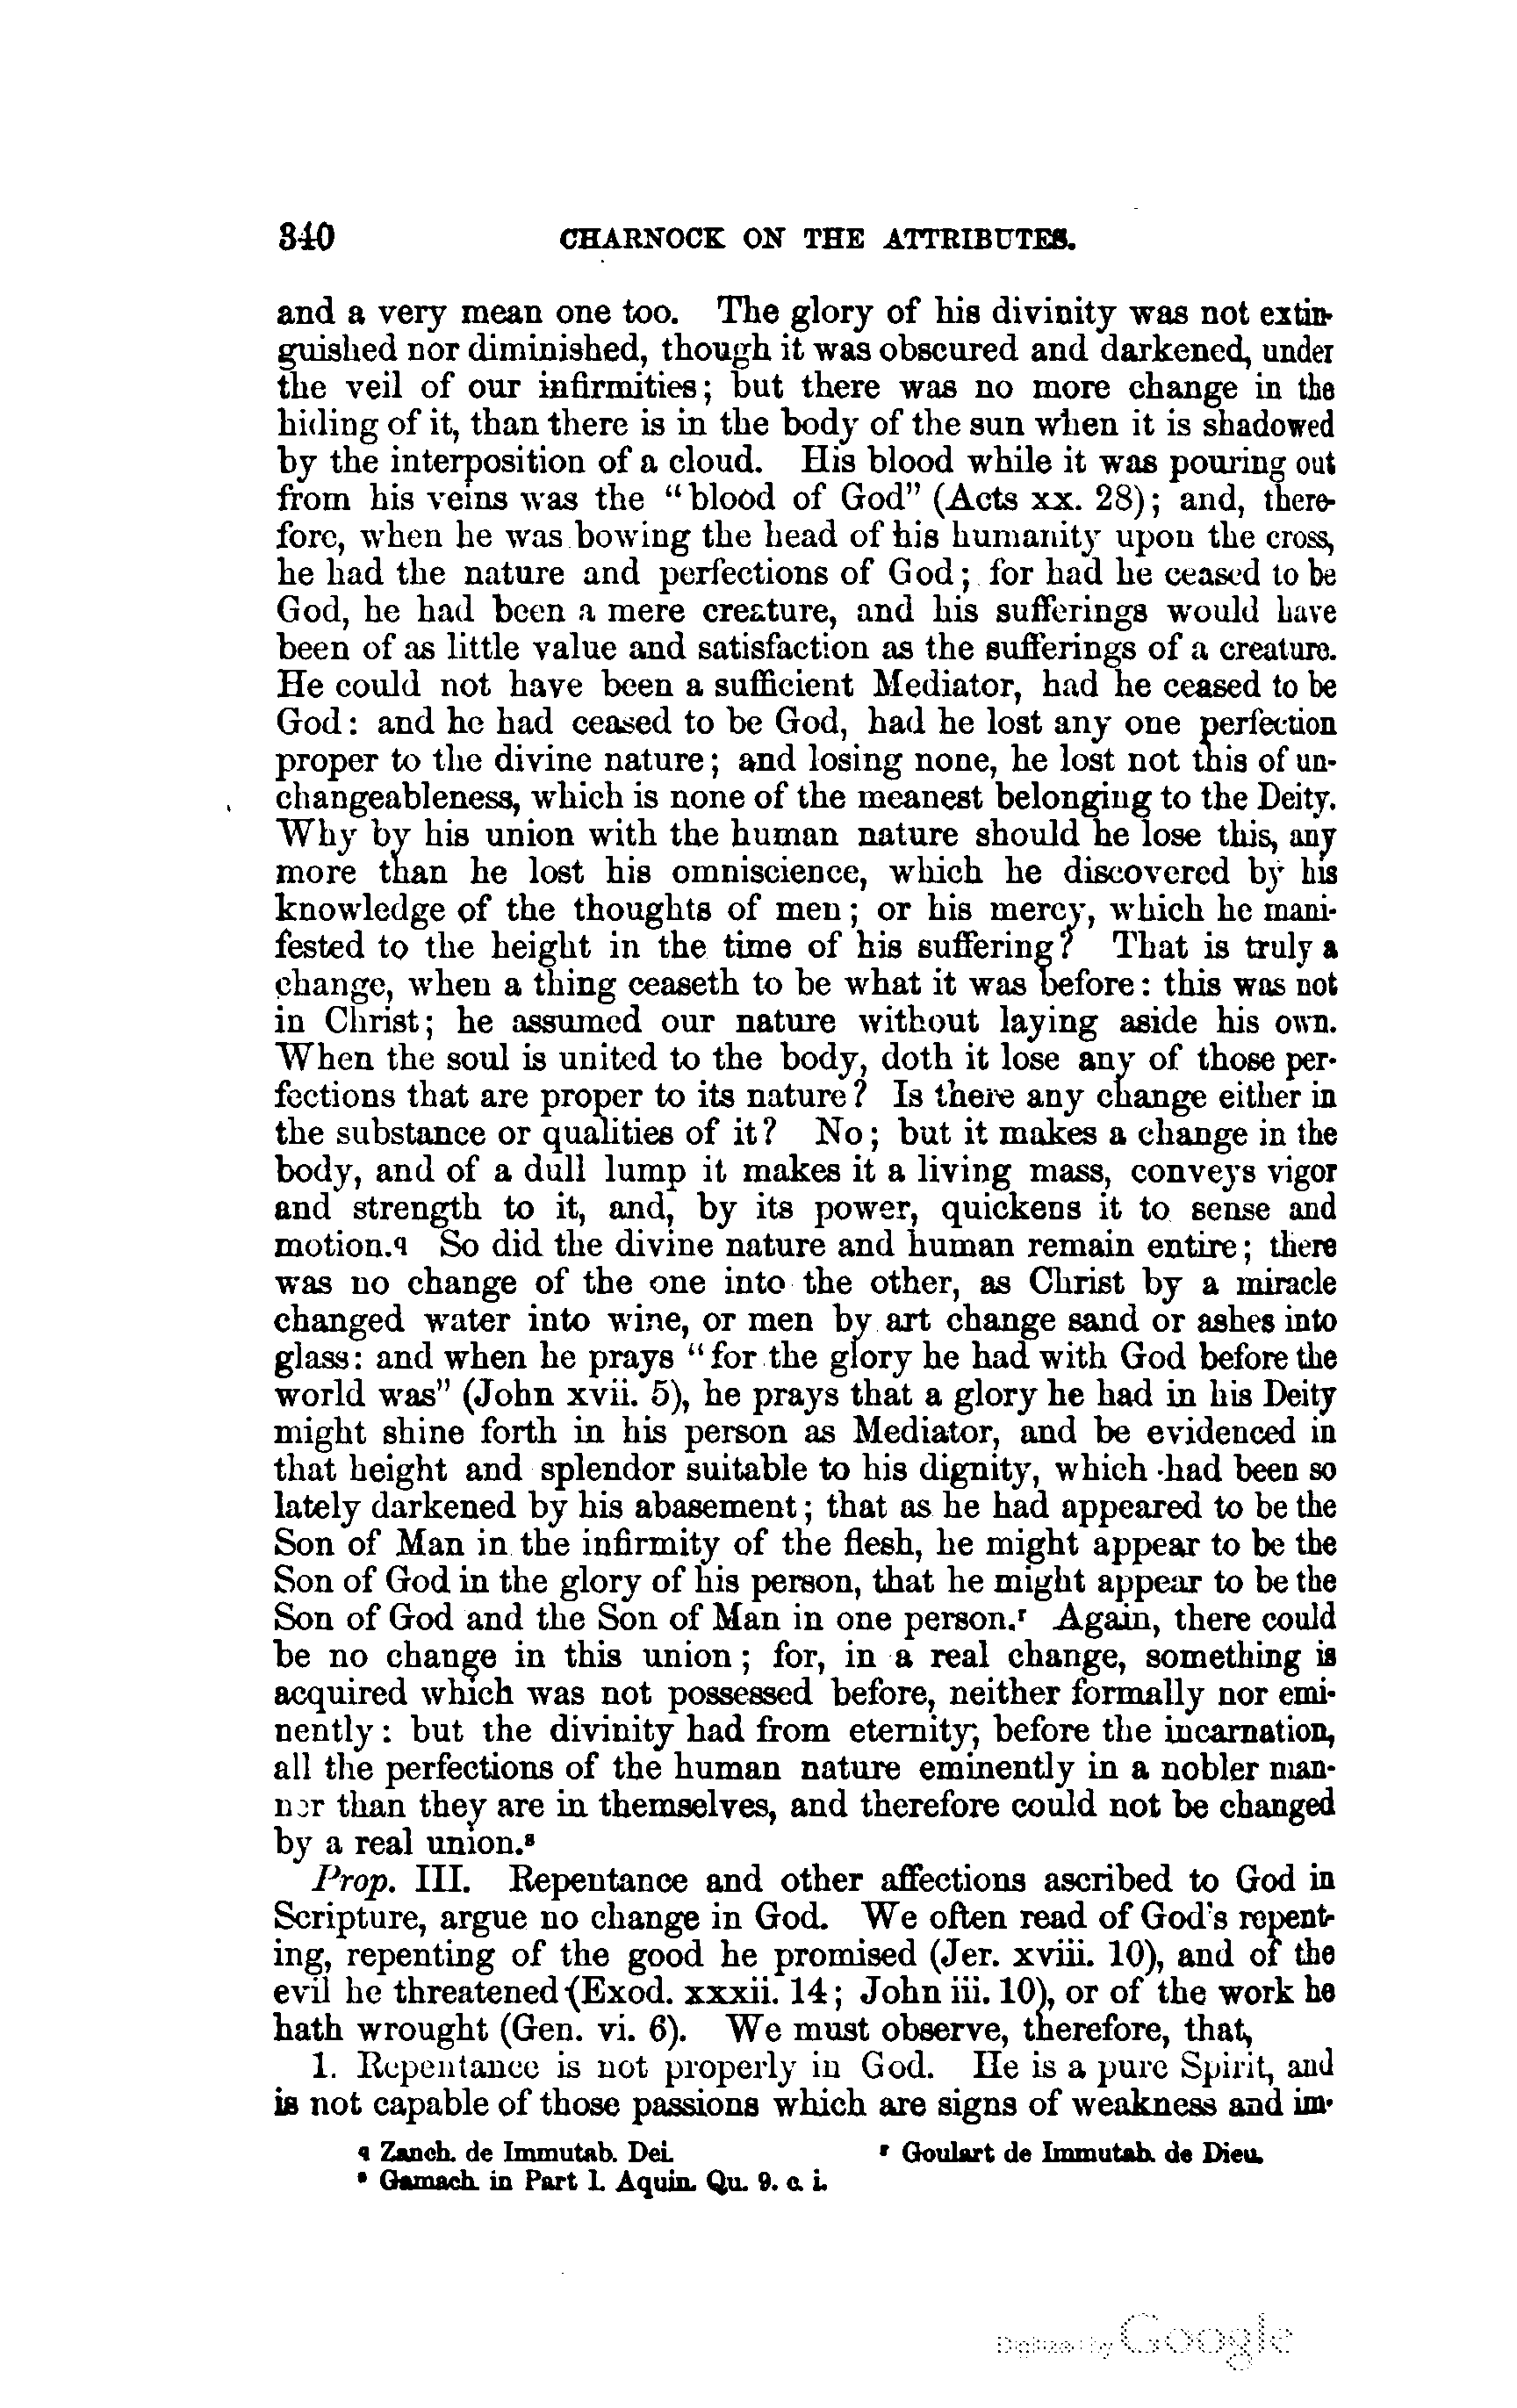 340 CHARNOCK ON THE ATTRIBUTES.
and a very mean one too. The glory of his divinity was not extin-
guished nor diminished, though it was obscured and darkened, under
the veil of our infirmities; but there was no more change in the
hiding of it, than there is in the body of the sun when it is shadowed
by the interposition of a cloud. His blood while it was pouring out
from his veins was the "blood of God" (Acts xx. 28); and, there-
fore, when he was bowing the head of his humanity upon the cross,
he had the nature and perfections of God; for had he ceased to be
God, he had been a mere creature, and his sufferings would have
been of as little value and satisfaction as the sufferings of a creature.
He could not have been a sufficient Mediator, had he ceased to be
God: and he had ceased to be God, had he lost any one perfection
proper to the divine nature; and losing none, he lost not this of un-
changeableness, which is none of the meanest belonging to the Deity.
Why by his union with the human nature should he lose this, any
more than he lost his omniscience, which he discovered by his
knowledge of the thoughts of men; or his mercy, which he mani-
fested to the height in the time of his suffering? That is truly a
change, when a thing ceaseth to be what it was before: this was not
in Christ; he assumed our nature without laying aside his own.
When the soul is united to the body, doth it lose any of those per-
fections that are proper to its nature? Is there any change either in
the substance or qualities of it? No; but it makes a change in the
body, and of a dull lump it makes it a living mass, conveys vigor
and strength to it, and, by its power, quickens it to sense and
motion.q So did the divine nature and human remain entire; there
was no change of the one into the other, as Christ by a miracle
changed water into wine, or men by art change sand or ashes into
glass: and when he prays "for the glory he had with God before the
world was" (John xvii. 5), he prays that a glory he had in his Deity
might shine forth in his person as Mediator, and be evidenced in
that height and splendor suitable to his dignity, which had been so
lately darkened by his abasement; that as he had appeared to be the
Son of Man in the infirmity of the flesh, he might appear to be the
Son of God in the glory of his person, that he might appear to be the
Son of God and the Son of Man in one person.r Again, there could
be no change in this union; for, in a real change, something is
acquired which was not possessed before, neither formally nor emi-
nently: but the divinity had from eternity, before the incarnation,
all the perfections of the human nature eminently in a nobler man-
ner than they are in themselves, and therefore could not be changed
by a real union.s
Prop. III. Repentance and other affections ascribed to God in
Scripture, argue no change in God. We often read of God's repent-
ing, repenting of the good he promised (Jer. xviii. 10), and of the
evil he threatened (Exod. xxxii. 14; John iii. 10), or of the work he
hath wrought (Gen. vi. 6). We must observe, therefore, that,
1. Repentance is not properly in God. He is a pure Spirit, and
is not capable of those passions which are signs of weakness and im-
q Zanch. de Immutab. Dei. r Goulart de Immutab. de Dieu.
s Gamach. in Part I. Aquin. Qu. 9. c. i.
Digitized by Google